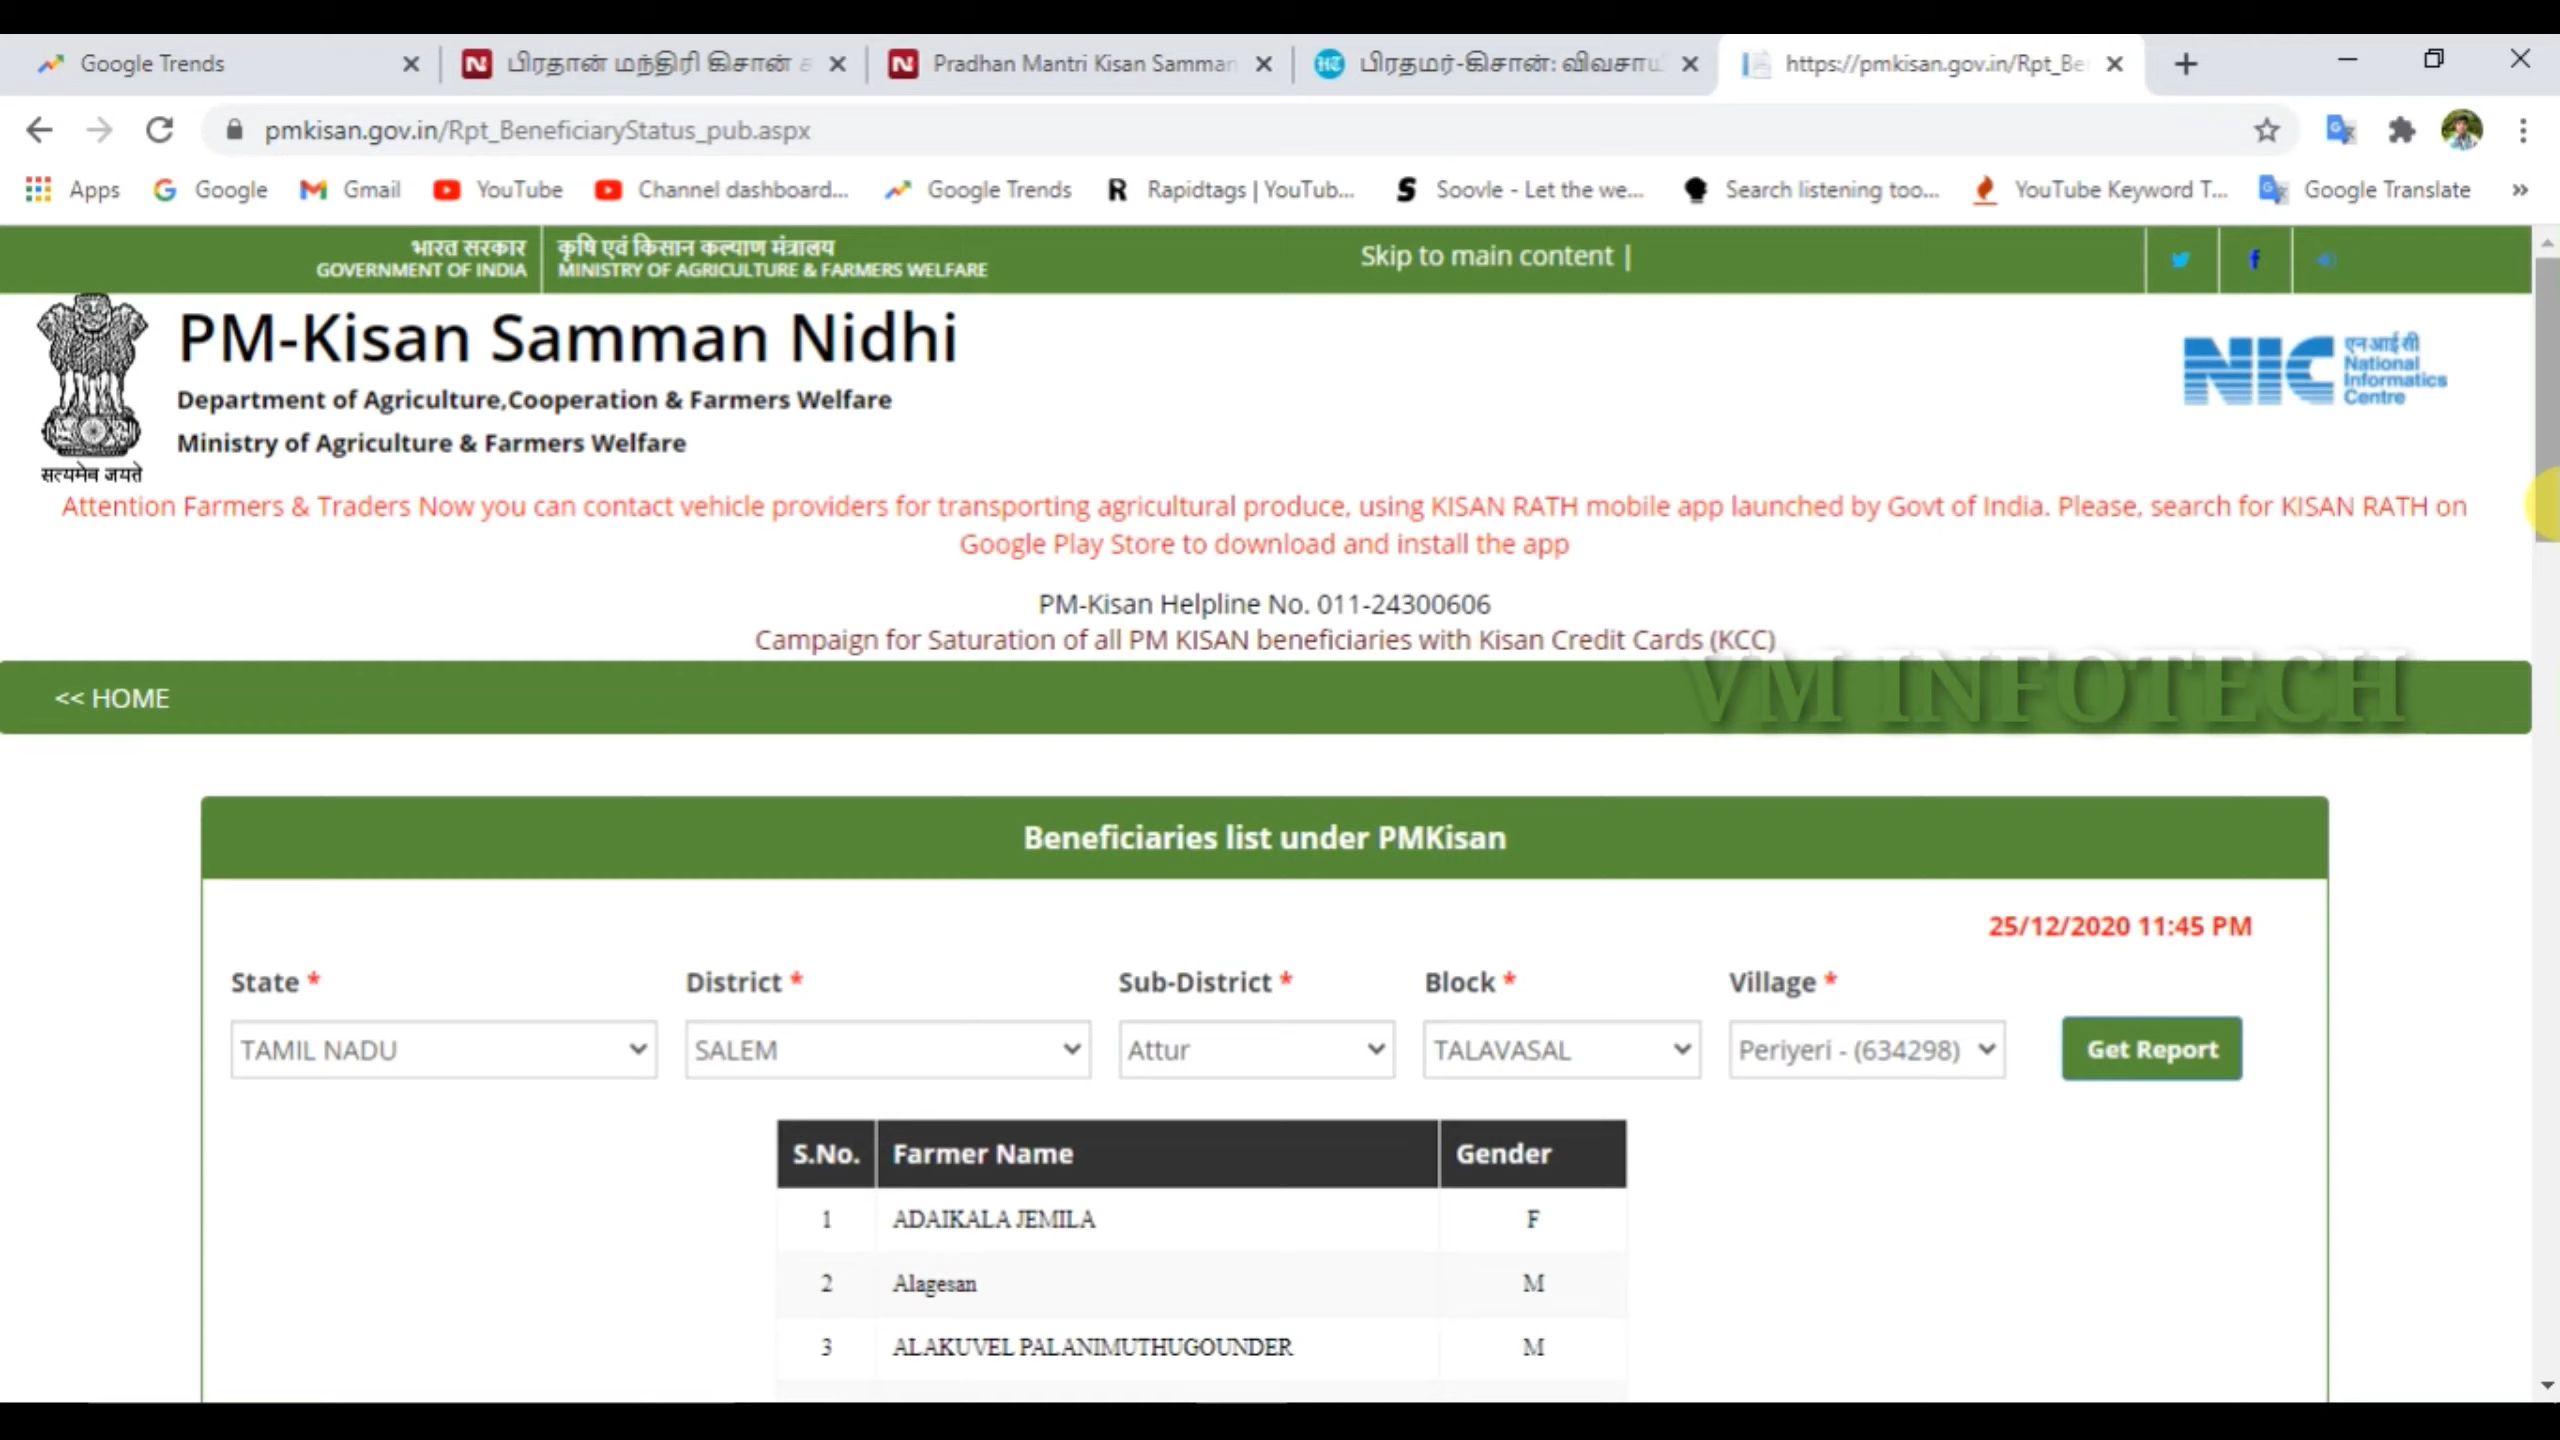 Google Trends
பிரதான் மந்திரி கிசான்
Pradhan Mantri Kisan Samman
பிரதமர்-கிசான்: விவசாய
https://pmkisan.gov.in/Rpt_Be
pmkisan.gov.in/Rpt_BeneficiaryStatus_pub.aspx
Apps Google Gmail YouTube Channel dashboard... Google Trends Rapidtags | YouTub... Soovle - Let the we... Search listening too... YouTube Keyword T... Google Translate »
भारत सरकार
GOVERNMENT OF INDIA
कृषि एवं किसान कल्याण मंत्रालय
MINISTRY OF AGRICULTURE & FARMERS WELFARE
Skip to main content |
PM-Kisan Samman Nidhi
Department of Agriculture,Cooperation & Farmers Welfare
Ministry of Agriculture & Farmers Welfare
सत्यमेव जयते
NIC
एन आई सी
National
Informatics
Centre
Attention Farmers & Traders Now you can contact vehicle providers for transporting agricultural produce, using KISAN RATH mobile app launched by Govt of India. Please, search for KISAN RATH on
Google Play Store to download and install the app
PM-Kisan Helpline No. 011-24300606
Campaign for Saturation of all PM KISAN beneficiaries with Kisan Credit Cards (KCC)
VM INFOTECH
<< HOME
Beneficiaries list under PMKisan
25/12/2020 11:45 PM
State * District * Sub-District * Block * Village *
TAMIL NADU SALEM Attur TALAVASAL Periyeri - (634298) Get Report
S.No. Farmer Name Gender
1 ADAIKALA JEMILA F
2 Alagesan M
3 ALAKUVEL PALANIMUTHUGOUNDER M